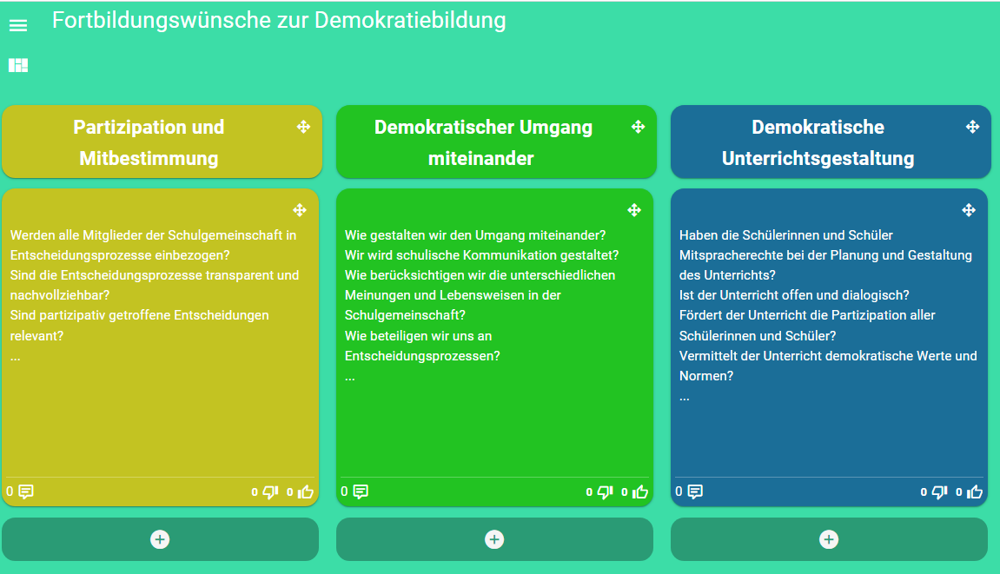 Fortbildungswünsche zur Demokratiebildung
Partizipation und
Mitbestimmung
Werden alle Mitglieder der Schulgemeinschaft in
Entscheidungsprozesse einbezogen?
Sind die Entscheidungsprozesse transparent und
nachvollziehbar?
Sind partizipativ getroffene Entscheidungen
relevant?
...
0 0 0
Demokratischer Umgang
miteinander
Wie gestalten wir den Umgang miteinander?
Wir wird schulische Kommunikation gestaltet?
Wie berücksichtigen wir die unterschiedlichen
Meinungen und Lebensweisen in der
Schulgemeinschaft?
Wie beteiligen wir uns an
Entscheidungsprozessen?
...
0 0 0
Demokratische
Unterrichtsgestaltung
Haben die Schülerinnen und Schüler
Mitspracherechte bei der Planung und Gestaltung
des Unterrichts?
Ist der Unterricht offen und dialogisch?
Fördert der Unterricht die Partizipation aller
Schülerinnen und Schüler?
Vermittelt der Unterricht demokratische Werte und
Normen?
...
0 0 0